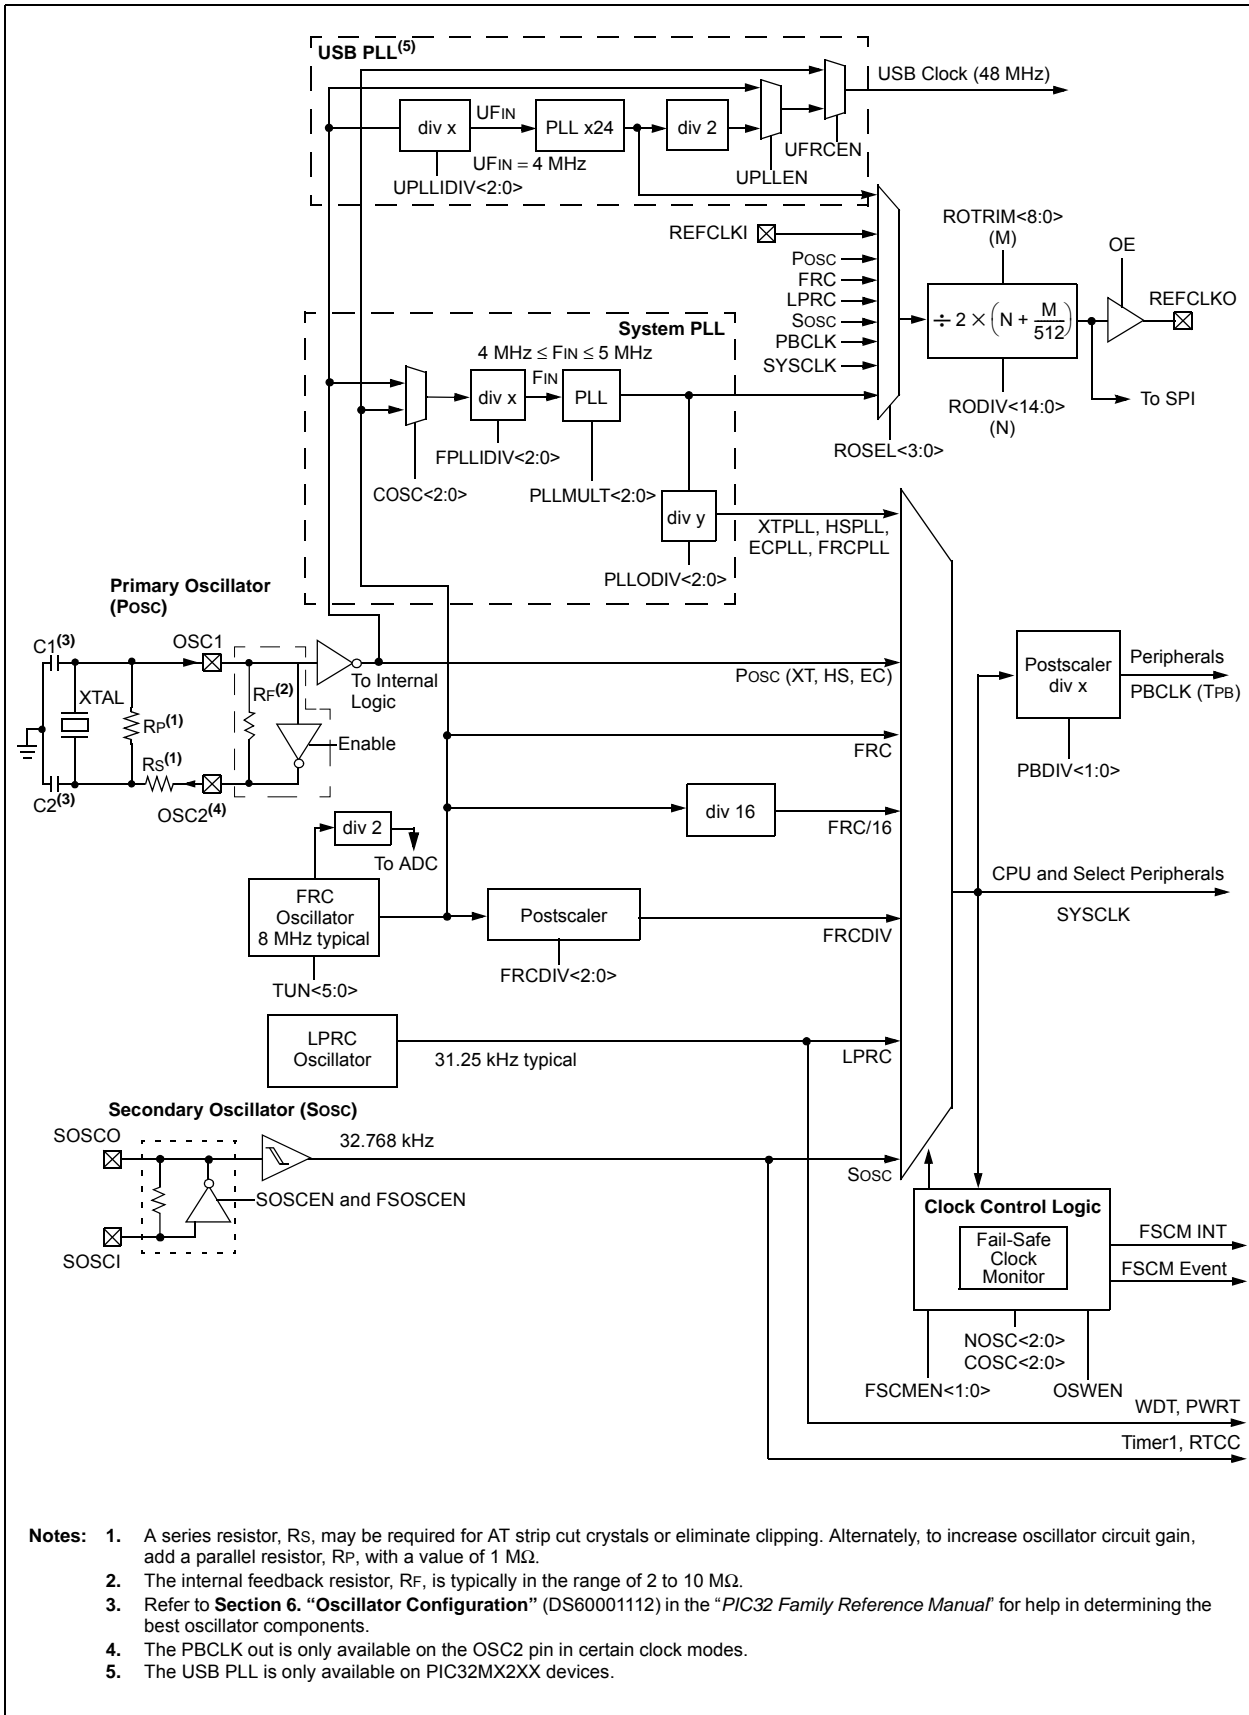 USB PLL(5)
USB Clock (48 MHz)
UFIN
div x
PLL x24
div 2
UFIN = 4 MHz
UFRCEN
UPLLIDIV<2:0>
UPLLEN
REFCLKI
POSC
FRC
LPRC
SOSC
PBCLK
SYSCLK
ROTRIM<8:0>
(M)
OE
REFCLKO
÷ 2 × (N + M/512)
To SPI
RODIV<14:0>
(N)
ROSEL<3:0>
System PLL
4 MHz ≤ FIN ≤ 5 MHz
FIN
div x
PLL
FPLLIDIV<2:0>
COSC<2:0>
PLLMULT<2:0>
div y
XTPLL, HSPLL,
ECPLL, FRCPLL
PLLODIV<2:0>
Primary Oscillator
(POSC)
C1(3)
OSC1
XTAL
RP(1)
RF(2)
To Internal
Logic
Enable
RS(1)
C2(3)
OSC2(4)
POSC (XT, HS, EC)
Postscaler
div x
Peripherals
PBCLK (TPB)
PBDIV<1:0>
FRC
div 16
FRC/16
div 2
To ADC
FRC
Oscillator
8 MHz typical
TUN<5:0>
Postscaler
FRCDIV
FRCDIV<2:0>
CPU and Select Peripherals
SYSCLK
LPRC
Oscillator
31.25 kHz typical
LPRC
Secondary Oscillator (SOSC)
SOSCO
32.768 kHz
SOSC
SOSCEN and FSOSCEN
SOSCI
Clock Control Logic
Fail-Safe
Clock
Monitor
FSCM INT
FSCM Event
NOSC<2:0>
COSC<2:0>
FSCMEN<1:0>
OSWEN
WDT, PWRT
Timer1, RTCC
Notes: 1. A series resistor, RS, may be required for AT strip cut crystals or eliminate clipping. Alternately, to increase oscillator circuit gain,
add a parallel resistor, RP, with a value of 1 MΩ.
2. The internal feedback resistor, RF, is typically in the range of 2 to 10 MΩ.
3. Refer to Section 6. “Oscillator Configuration” (DS60001112) in the “PIC32 Family Reference Manual” for help in determining the
best oscillator components.
4. The PBCLK out is only available on the OSC2 pin in certain clock modes.
5. The USB PLL is only available on PIC32MX2XX devices.